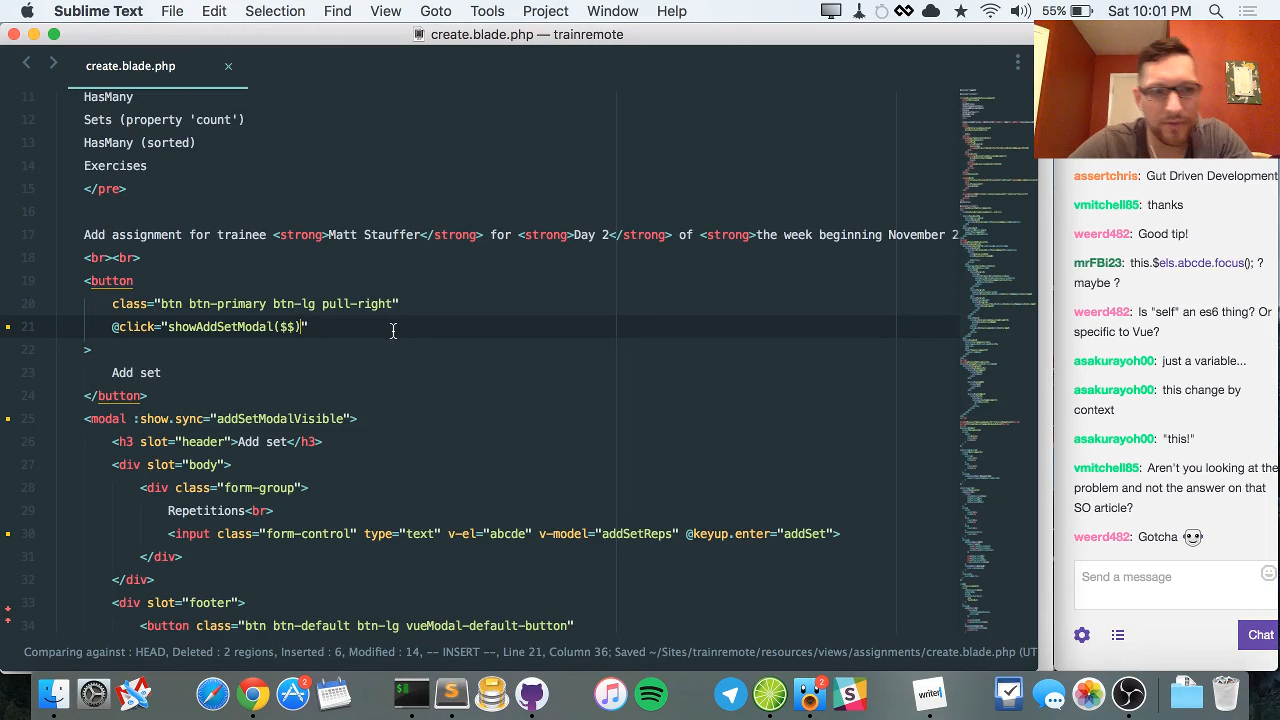 Sublime Text File Edit Selection Find View Goto Tools Project Window Help 55% Sat 10:01 PM
create.blade.php — trainremote
create.blade.php ×
11 HasMany
12 Sets (property 'count')
13 HasMany (sorted)
14 Exercises
15 </pre>
16
17 Add assignment to train <strong>Matt Stauffer</strong> for <strong>Day 2</strong> of <strong>the week beginning November 2
18 <br><br>
19 <button
20 class="btn btn-primary btn-lg pull-right"
21 @click="showAddSetModal($$)"
22 >
23 Add set
24 </button>
25 <modal :show.sync="addSetModalVisible">
26 <h3 slot="header">Add set</h3>
27 <div slot="body">
28 <div class="form-group">
29 Repetitions<br>
30 <input class="form-control" type="text" v-el="abcde" v-model="addSetReps" @keyup.enter="addSet">
31 </div>
32 </div>
33 <div slot="footer">
34 <button class="btn btn-default btn-lg vueModal-default-button"
Comparing against : HEAD, Deleted : 2 regions, Inserted : 6, Modified : 14, -- INSERT --, Line 21, Column 36; Saved ~/Sites/trainremote/resources/views/assignments/create.blade.php (UT
assertchris: Gut Driven Development
vmitchell85: thanks
weerd482: Good tip!
mrFBi23: this.$els.abcde.focus(); ?
maybe ?
weerd482: Is "self" an es6 thing? Or
specific to Vue?
asakurayoh00: just a variable...
asakurayoh00: this change by
context
asakurayoh00: "this!"
vmitchell85: Aren't you looking at the
problem and not the answer on that
SO article?
weerd482: Gotcha
Send a message
Chat
2
2
writer